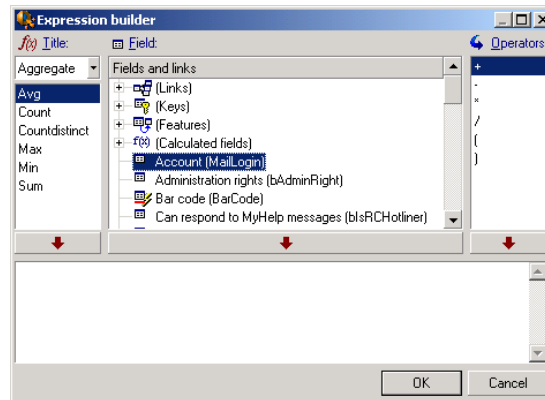 Expression builder
f(x) Title:
Field:
Operators
Aggregate
Fields and links
+
Avg
(Links)
-
Count
(Keys)
*
Countdistinct
(Features)
/
Max
f(x) (Calculated fields)
(
Min
Account (MailLogin)
)
Sum
Administration rights (bAdminRight)
Bar code (BarCode)
Can respond to MyHelp messages (bIsRCHotliner)
OK
Cancel